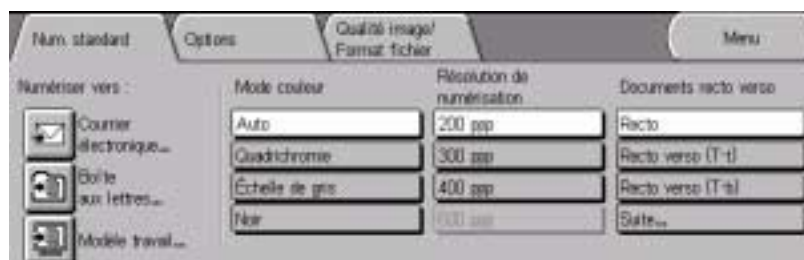 Num. standard
Options
Qualité image/
Format fichier
Menu
Numériser vers :
Courrier
électronique...
Boîte
aux lettres...
Modèle travail...
Mode couleur
Auto
Quadrichromie
Échelle de gris
Noir
Résolution de
numérisation
200 ppp
300 ppp
400 ppp
600 ppp
Documents recto verso
Recto
Recto verso (T-t)
Recto verso (T-b)
Suite...